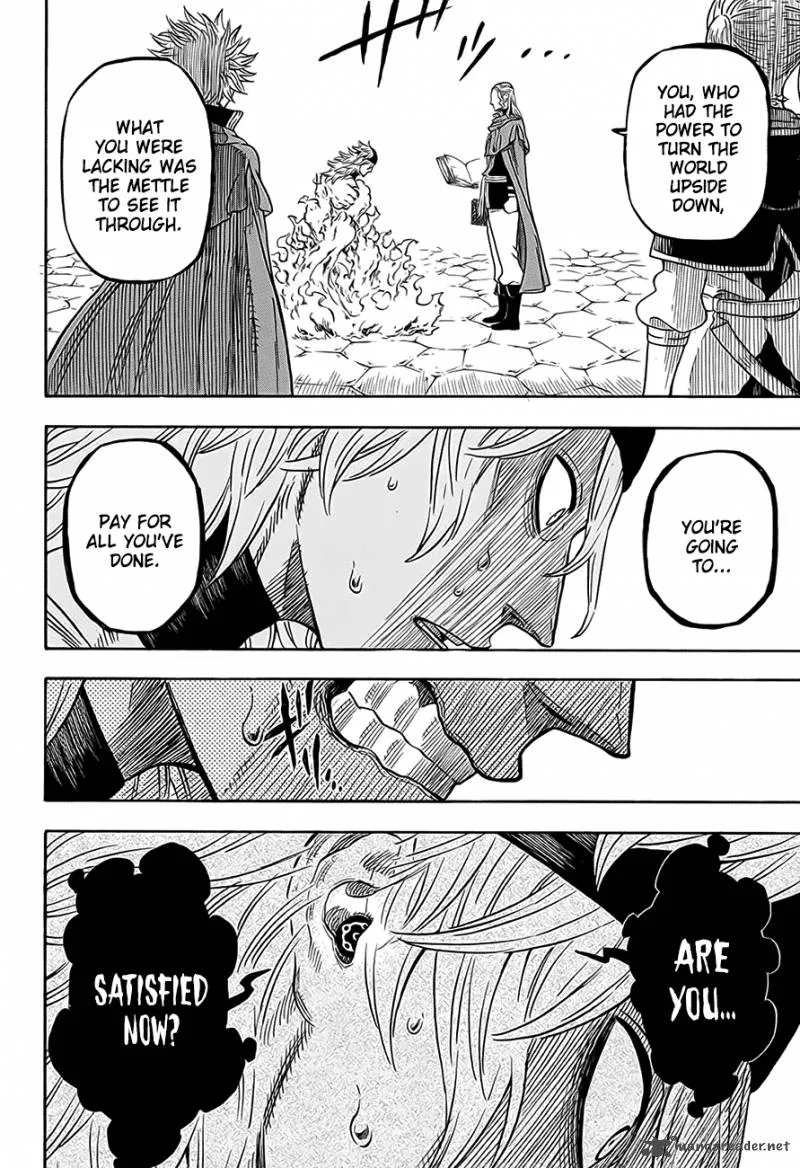 YOU, WHO
HAD THE
POWER TO
TURN THE
WORLD
UPSIDE
DOWN,
WHAT
YOU WERE
LACKING WAS
THE METTLE
TO SEE IT
THROUGH.
YOU'RE
GOING
TO...
PAY FOR
ALL YOU'VE
DONE.
ARE
YOU...
SATISFIED
NOW?
mangareader.net